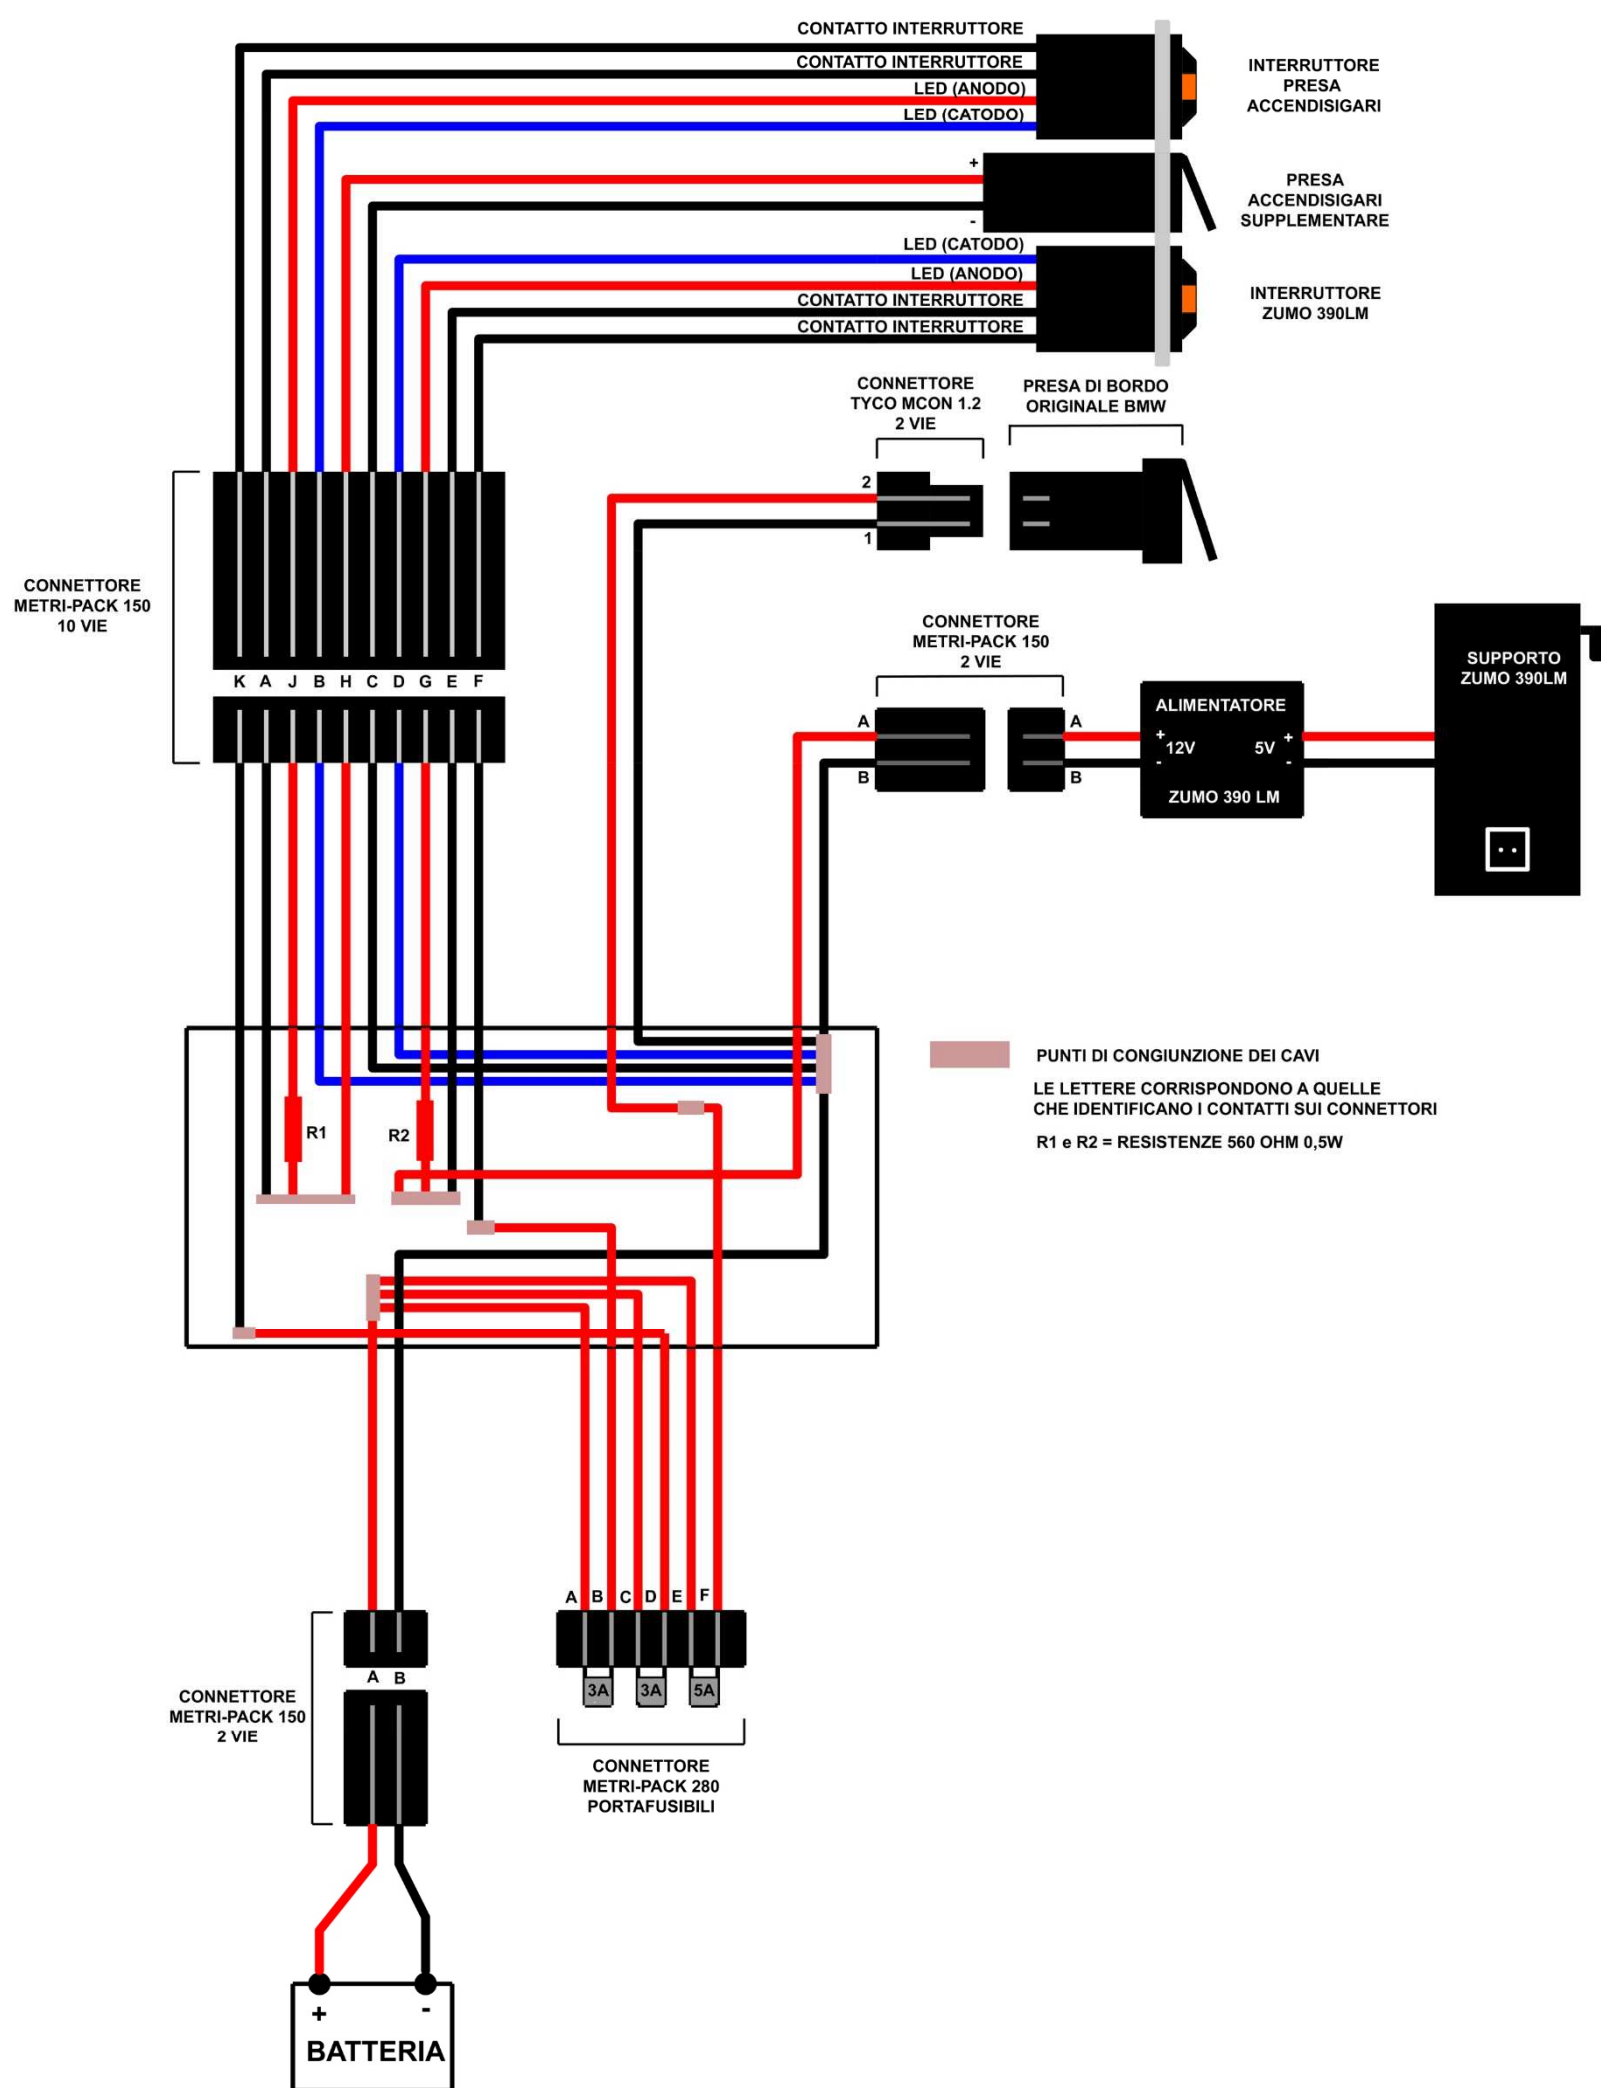 CONTATTO INTERRUTTORE
CONTATTO INTERRUTTORE
LED (ANODO)
LED (CATODO)
INTERRUTTORE
PRESA
ACCENDISIGARI
+
-
PRESA
ACCENDISIGARI
SUPPLEMENTARE
LED (CATODO)
LED (ANODO)
CONTATTO INTERRUTTORE
CONTATTO INTERRUTTORE
INTERRUTTORE
ZUMO 390LM
CONNETTORE
TYCO MCON 1.2
2 VIE
PRESA DI BORDO
ORIGINALE BMW
2
1
CONNETTORE
METRI-PACK 150
10 VIE
K A J B H C D G E F
CONNETTORE
METRI-PACK 150
2 VIE
A
B
A
B
ALIMENTATORE
+ 12V 5V +
- -
ZUMO 390 LM
SUPPORTO
ZUMO 390LM
PUNTI DI CONGIUNZIONE DEI CAVI
LE LETTERE CORRISPONDONO A QUELLE
CHE IDENTIFICANO I CONTATTI SUI CONNETTORI
R1 e R2 = RESISTENZE 560 OHM 0,5W
R1 R2
A B C D E F
3A 3A 5A
CONNETTORE
METRI-PACK 280
PORTAFUSIBILI
A B
CONNETTORE
METRI-PACK 150
2 VIE
+ -
BATTERIA